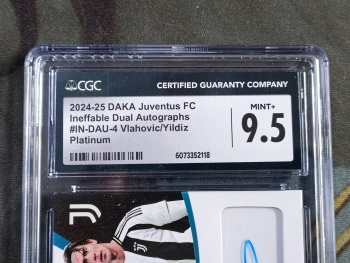 CGC
CERTIFIED GUARANTY COMPANY
2024-25 DAKA Juventus FC
Ineffable Dual Autographs
#IN-DAU-4 Vlahovic/Yildiz
Platinum
6073352118
MINT+
9.5